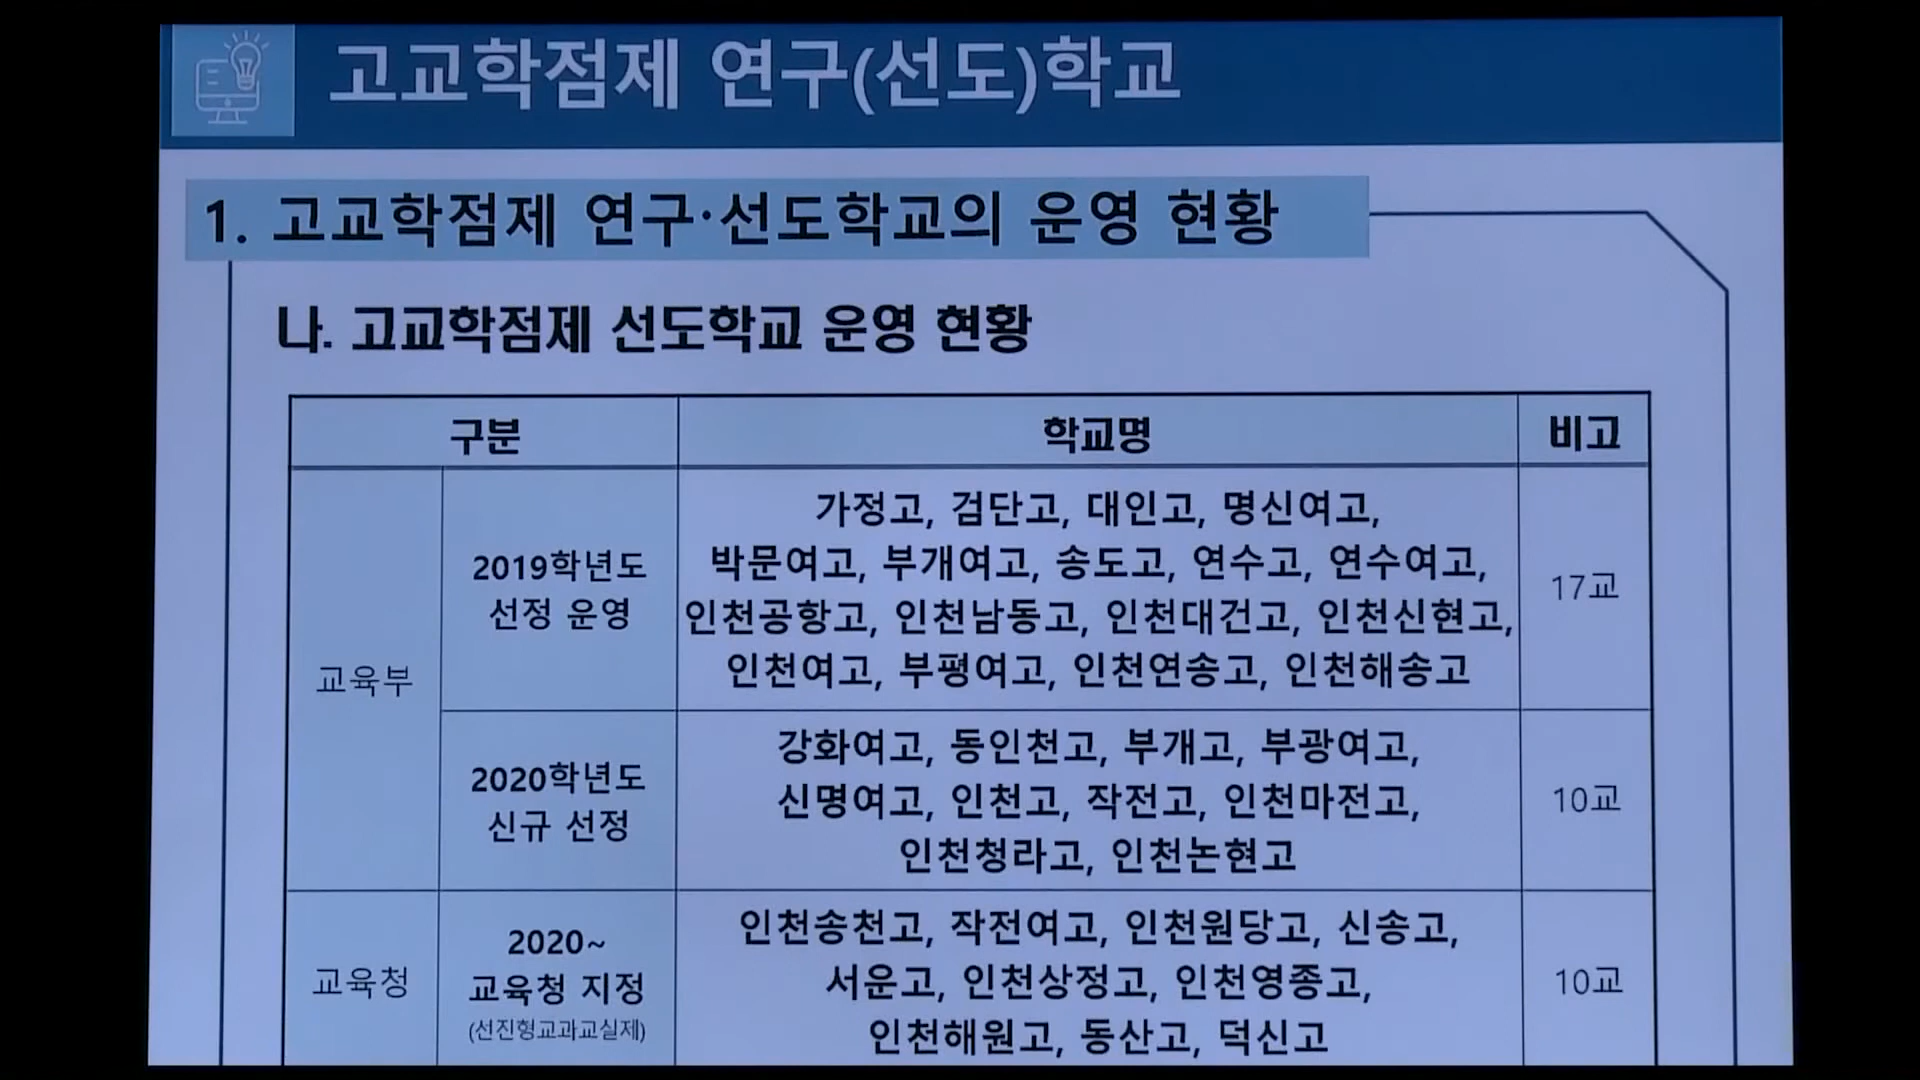 고교학점제 연구(선도)학교
1. 고교학점제 연구·선도학교의 운영 현황
나. 고교학점제 선도학교 운영 현황
구분
학교명
비고
교육부
2019학년도
선정 운영
가정고, 검단고, 대인고, 명신여고,
박문여고, 부개여고, 송도고, 연수고, 연수여고,
인천공항고, 인천남동고, 인천대건고, 인천신현고,
인천여고, 부평여고, 인천연송고, 인천해송고
17교
2020학년도
신규 선정
강화여고, 동인천고, 부개고, 부광여고,
신명여고, 인천고, 작전고, 인천마전고,
인천청라고, 인천논현고
10교
교육청
2020~
교육청 지정
(선진형교과교실제)
인천송천고, 작전여고, 인천원당고, 신송고,
서운고, 인천상정고, 인천영종고,
인천해원고, 동산고, 덕신고
10교